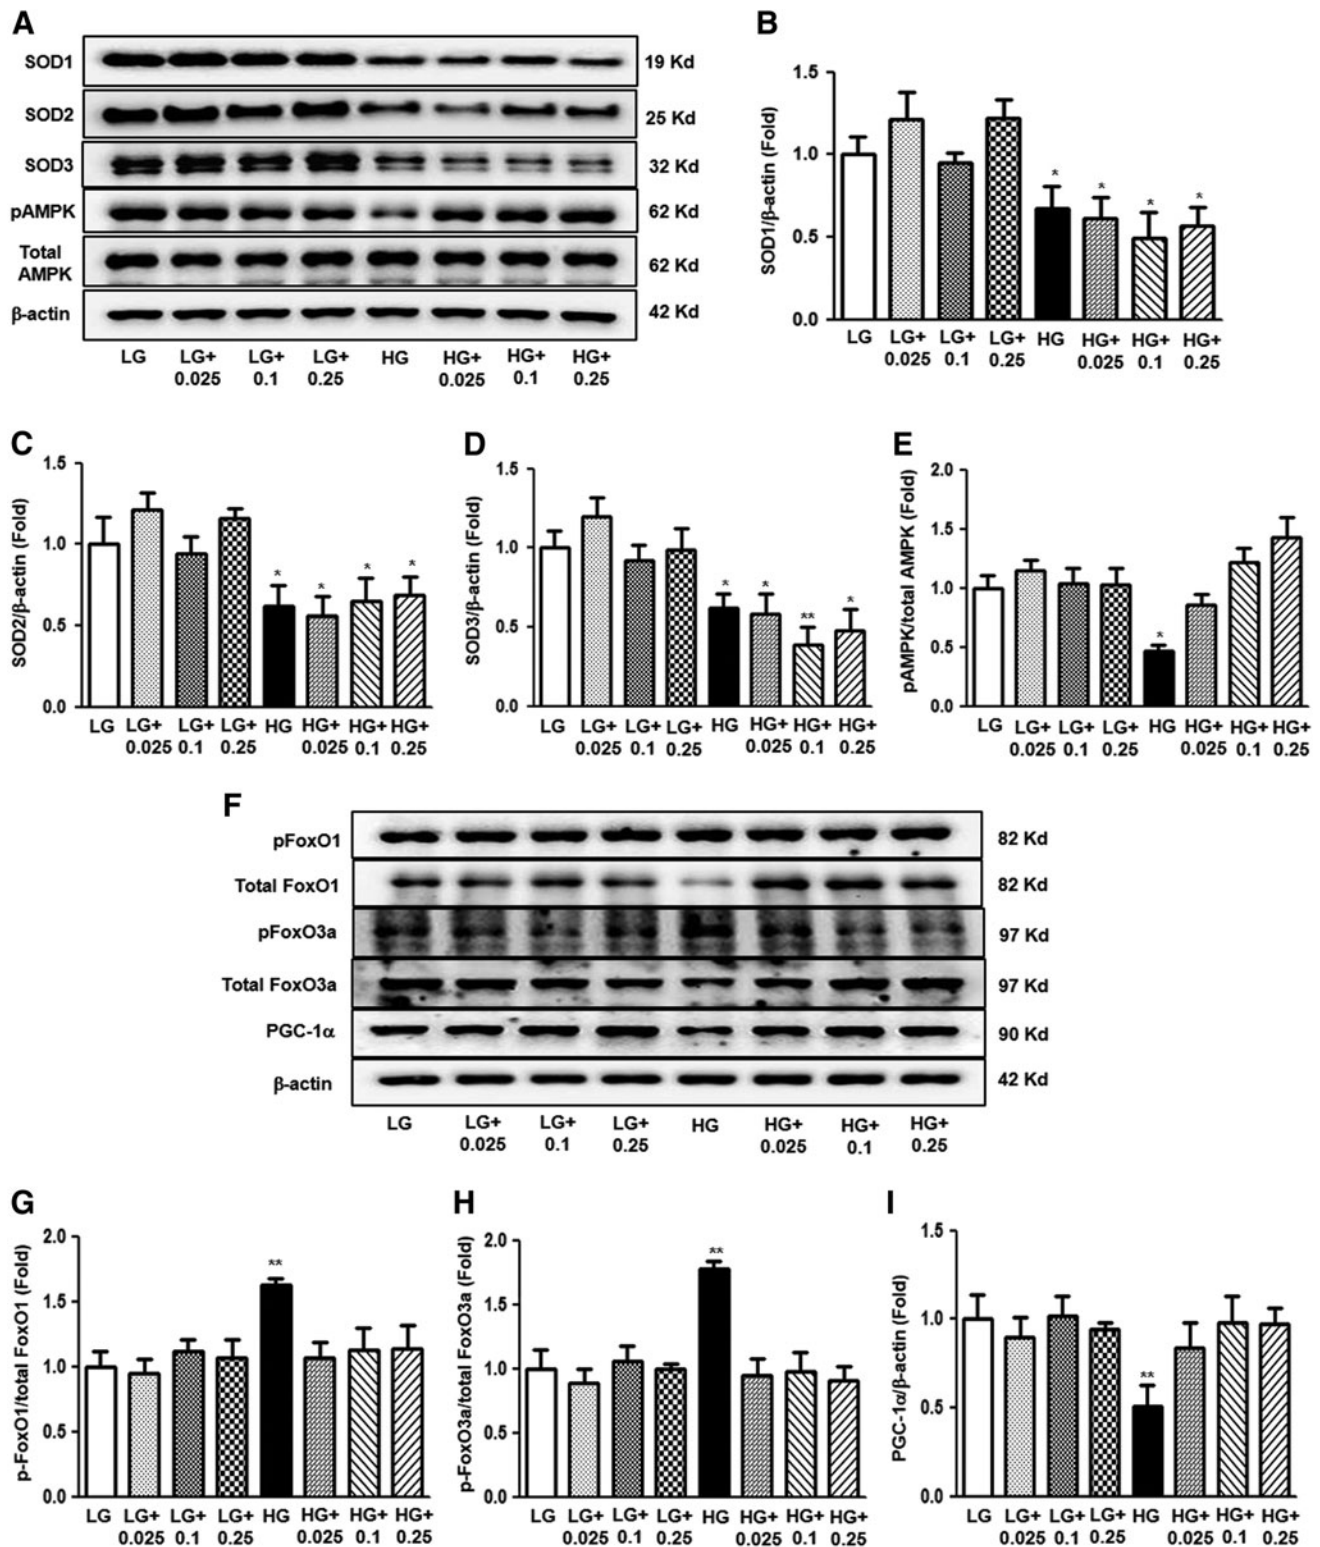 A
SOD1
19 Kd
SOD2
25 Kd
SOD3
32 Kd
pAMPK
62 Kd
Total
AMPK
62 Kd
β-actin
42 Kd
LG LG+ LG+ LG+ HG HG+ HG+ HG+
0.025 0.1 0.25 0.025 0.1 0.25
B
SOD1/β-actin (Fold)
1.5
1.0
0.5
0.0
* * * *
LG LG+ LG+ LG+ HG HG+ HG+ HG+
0.025 0.1 0.25 0.025 0.1 0.25
C
SOD2/β-actin (Fold)
1.5
1.0
0.5
0.0
* * * *
LG LG+ LG+ LG+ HG HG+ HG+ HG+
0.025 0.1 0.25 0.025 0.1 0.25
D
SOD3/β-actin (Fold)
1.5
1.0
0.5
0.0
* * ** *
LG LG+ LG+ LG+ HG HG+ HG+ HG+
0.025 0.1 0.25 0.025 0.1 0.25
E
pAMPK/total AMPK (Fold)
2.0
1.5
1.0
0.5
0.0
*
LG LG+ LG+ LG+ HG HG+ HG+ HG+
0.025 0.1 0.25 0.025 0.1 0.25
F
pFoxO1
82 Kd
Total FoxO1
82 Kd
pFoxO3a
97 Kd
Total FoxO3a
97 Kd
PGC-1α
90 Kd
β-actin
42 Kd
LG LG+ LG+ LG+ HG HG+ HG+ HG+
0.025 0.1 0.25 0.025 0.1 0.25
G
p-FoxO1/total FoxO1 (Fold)
2.0
1.5
1.0
0.5
0.0
**
LG LG+ LG+ LG+ HG HG+ HG+ HG+
0.025 0.1 0.25 0.025 0.1 0.25
H
p-FoxO3a/total FoxO3a (Fold)
2.0
1.5
1.0
0.5
0.0
**
LG LG+ LG+ LG+ HG HG+ HG+ HG+
0.025 0.1 0.25 0.025 0.1 0.25
I
PGC-1α/β-actin (Fold)
1.5
1.0
0.5
0.0
**
LG LG+ LG+ LG+ HG HG+ HG+ HG+
0.025 0.1 0.25 0.025 0.1 0.25